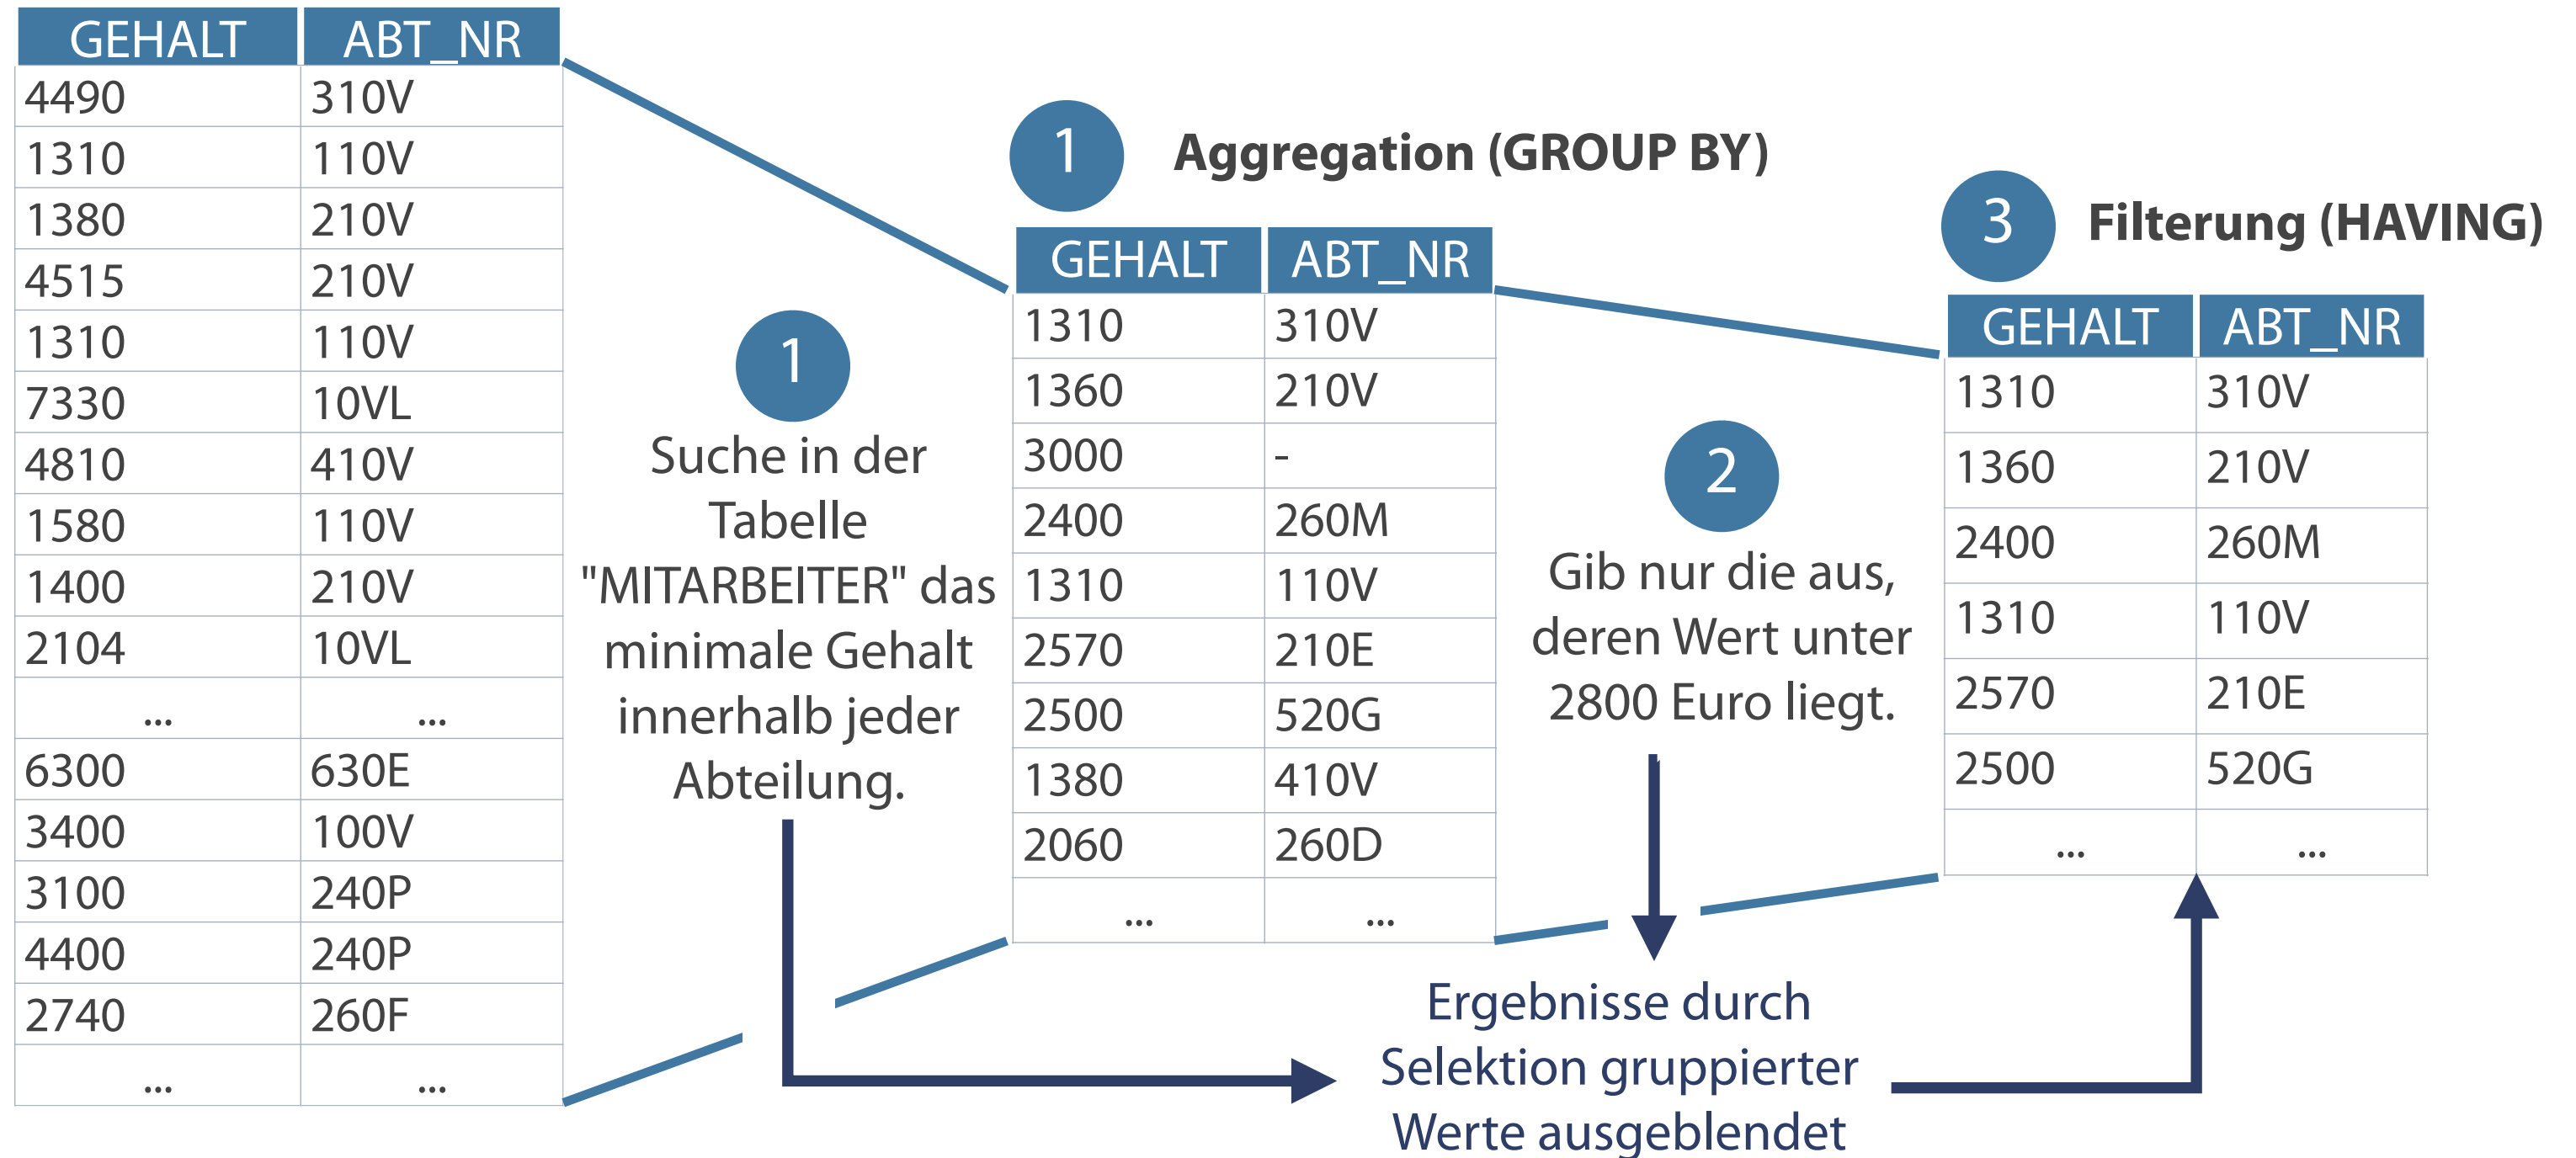 GEHALT ABT_NR
4490 310V
1310 110V
1380 210V
4515 210V
1310 110V
7330 10VL
4810 410V
1580 110V
1400 210V
2104 10VL
... ...
6300 630E
3400 100V
3100 240P
4400 240P
2740 260F
... ...
1
Suche in der
Tabelle
"MITARBEITER" das
minimale Gehalt
innerhalb jeder
Abteilung.
1 Aggregation (GROUP BY)
GEHALT ABT_NR
1310 310V
1360 210V
3000 -
2400 260M
1310 110V
2570 210E
2500 520G
1380 410V
2060 260D
... ...
2
Gib nur die aus,
deren Wert unter
2800 Euro liegt.
Ergebnisse durch
Selektion gruppierter
Werte ausgeblendet
3 Filterung (HAVING)
GEHALT ABT_NR
1310 310V
1360 210V
2400 260M
1310 110V
2570 210E
2500 520G
... ...